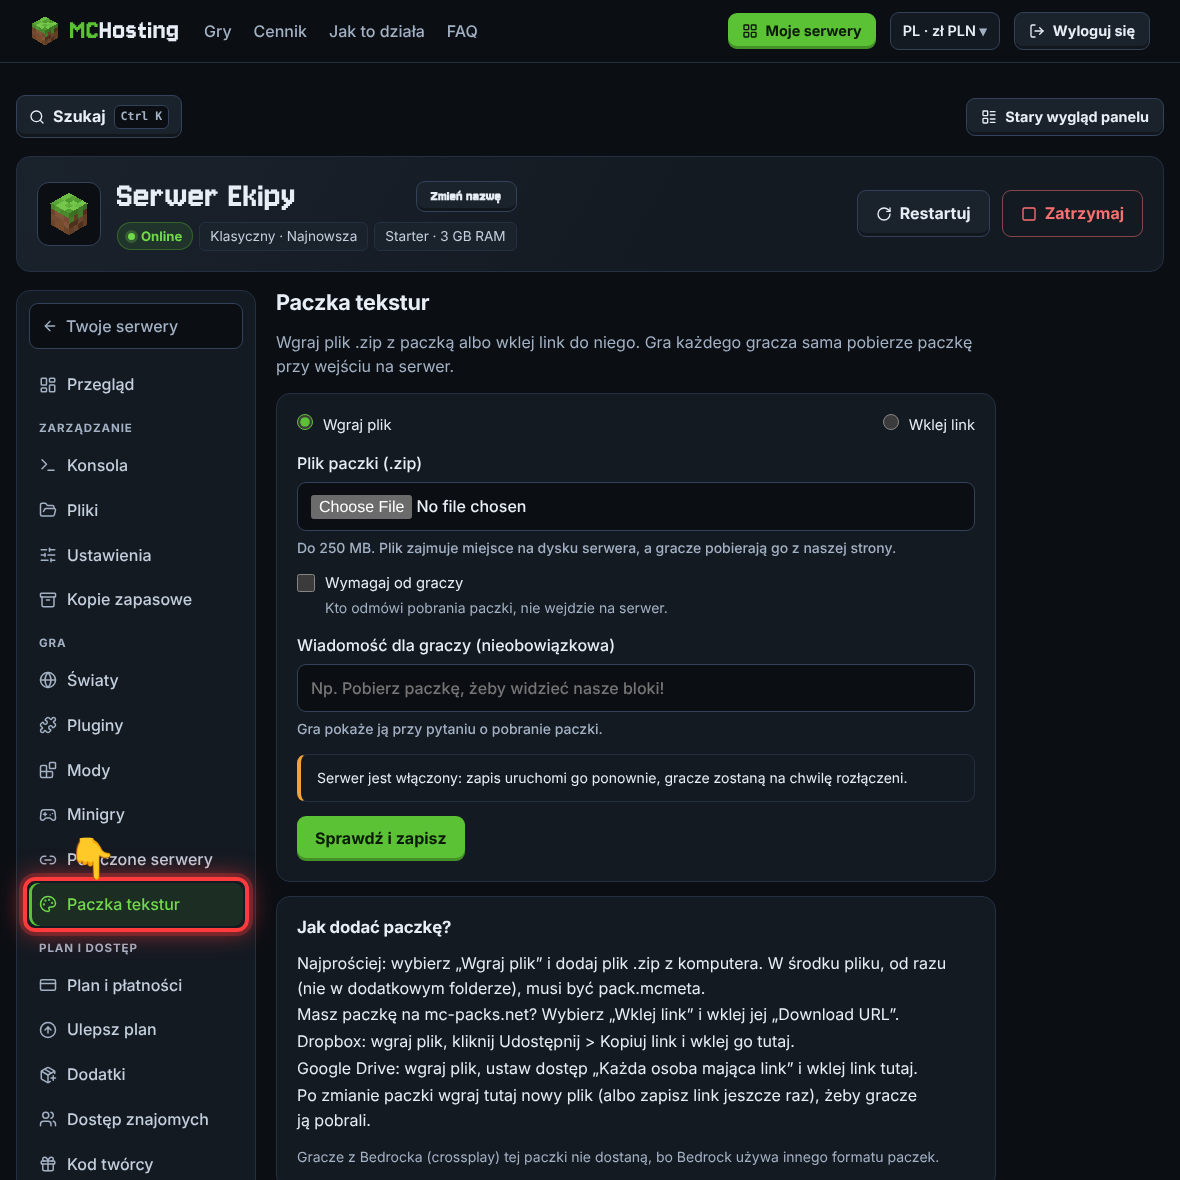 MCHosting
Gry
Cennik
Jak to działa
FAQ
Moje serwery
PL · zł PLN ▾
Wyloguj się
Szukaj Ctrl K
Stary wygląd panelu
Serwer Ekipy
Zmień nazwę
Online
Klasyczny · Najnowsza
Starter · 3 GB RAM
Restartuj
Zatrzymaj
← Twoje serwery
Przegląd
ZARZĄDZANIE
Konsola
Pliki
Ustawienia
Kopie zapasowe
GRA
Światy
Pluginy
Mody
Minigry
serwery
Paczka tekstur
PLAN I DOSTĘP
Plan i płatności
Ulepsz plan
Dodatki
Dostęp znajomych
Kod twórcy
Paczka tekstur
Wgraj plik .zip z paczką albo wklej link do niego. Gra każdego gracza sama pobierze paczkę
przy wejściu na serwer.
Wgraj plik
Wklej link
Plik paczki (.zip)
Choose File No file chosen
Do 250 MB. Plik zajmuje miejsce na dysku serwera, a gracze pobierają go z naszej strony.
Wymagaj od graczy
Kto odmówi pobrania paczki, nie wejdzie na serwer.
Wiadomość dla graczy (nieobowiązkowa)
Np. Pobierz paczkę, żeby widzieć nasze bloki!
Gra pokaże ją przy pytaniu o pobranie paczki.
Serwer jest włączony: zapis uruchomi go ponownie, gracze zostaną na chwilę rozłączeni.
Sprawdź i zapisz
Jak dodać paczkę?
Najprościej: wybierz „Wgraj plik” i dodaj plik .zip z komputera. W środku pliku, od razu
(nie w dodatkowym folderze), musi być pack.mcmeta.
Masz paczkę na mc-packs.net? Wybierz „Wklej link” i wklej jej „Download URL”.
Dropbox: wgraj plik, kliknij Udostępnij > Kopiuj link i wklej go tutaj.
Google Drive: wgraj plik, ustaw dostęp „Każda osoba mająca link” i wklej link tutaj.
Po zmianie paczki wgraj tutaj nowy plik (albo zapisz link jeszcze raz), żeby gracze
ją pobrali.
Gracze z Bedrocka (crossplay) tej paczki nie dostaną, bo Bedrock używa innego formatu paczek.